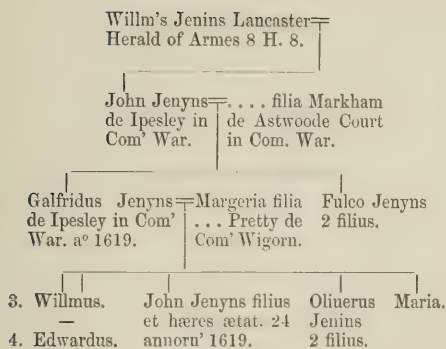 Willm's Jenins Lancaster
Herald of Armes 8 H. 8.
John Jenyns
de Ipesley in
Com' War.
.... filia Markham
de Astwoode Court
in Com. War.
Galfridus Jenyns
de Ipesley in Com'
War. aº 1619.
Margeria filia
... Pretty de
Com' Wigorn.
Fulco Jenyns
2 filius.
3. Willmus.
—
4. Edwardus.
John Jenyns filius
et hæres ætat. 24
annoru' 1619.
Oliuerus
Jenins
2 filius.
Maria.